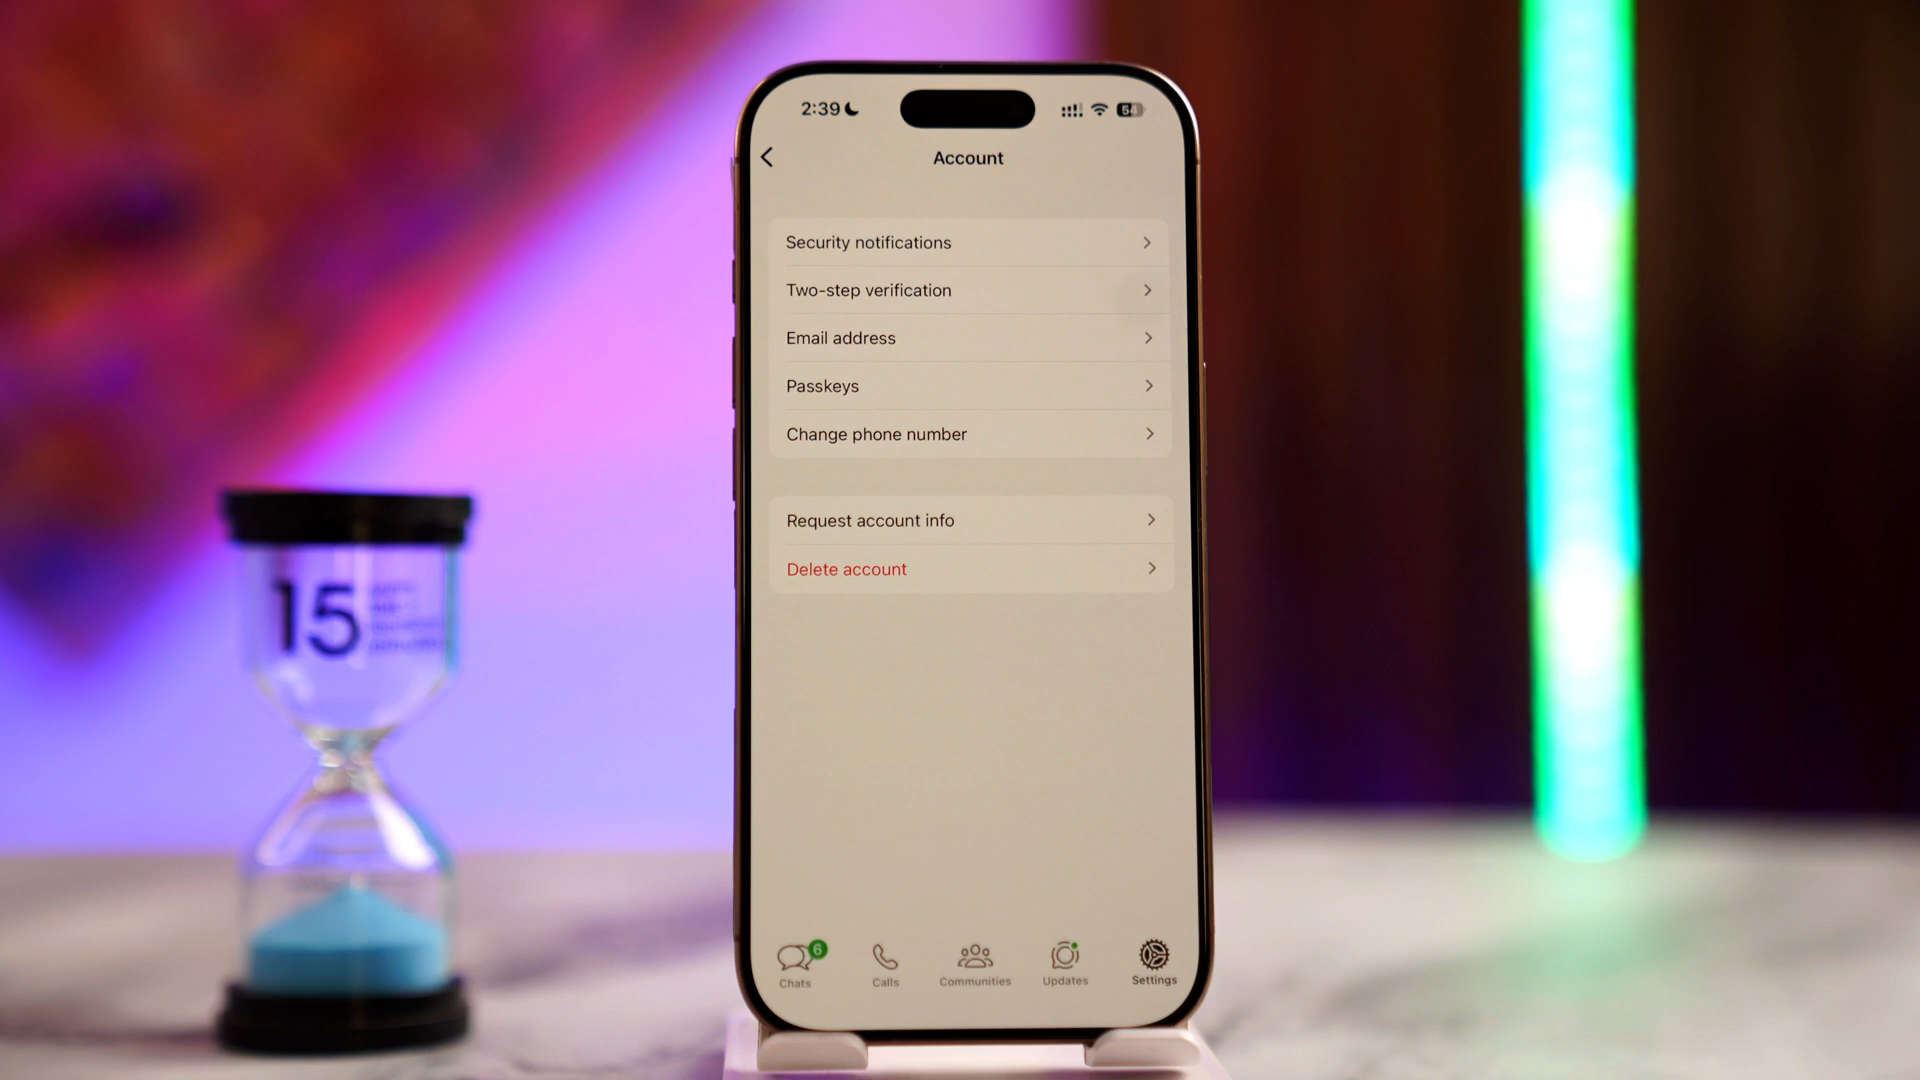 2:39
54
Account
Security notifications
Two-step verification
Email address
Passkeys
Change phone number
Request account info
Delete account
6
Chats
Calls
Communities
Updates
Settings
15